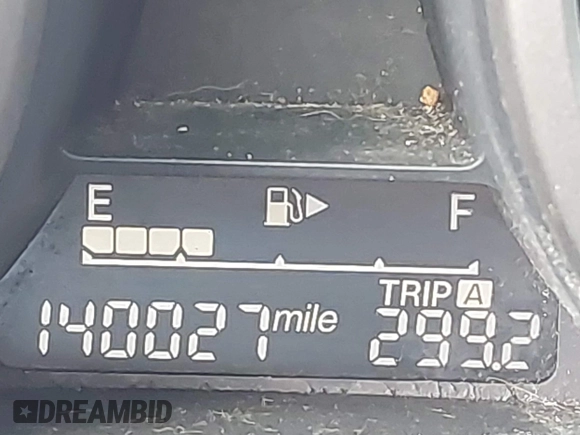 E F
TRIP A
140027 mile 299.2
DREAMBID